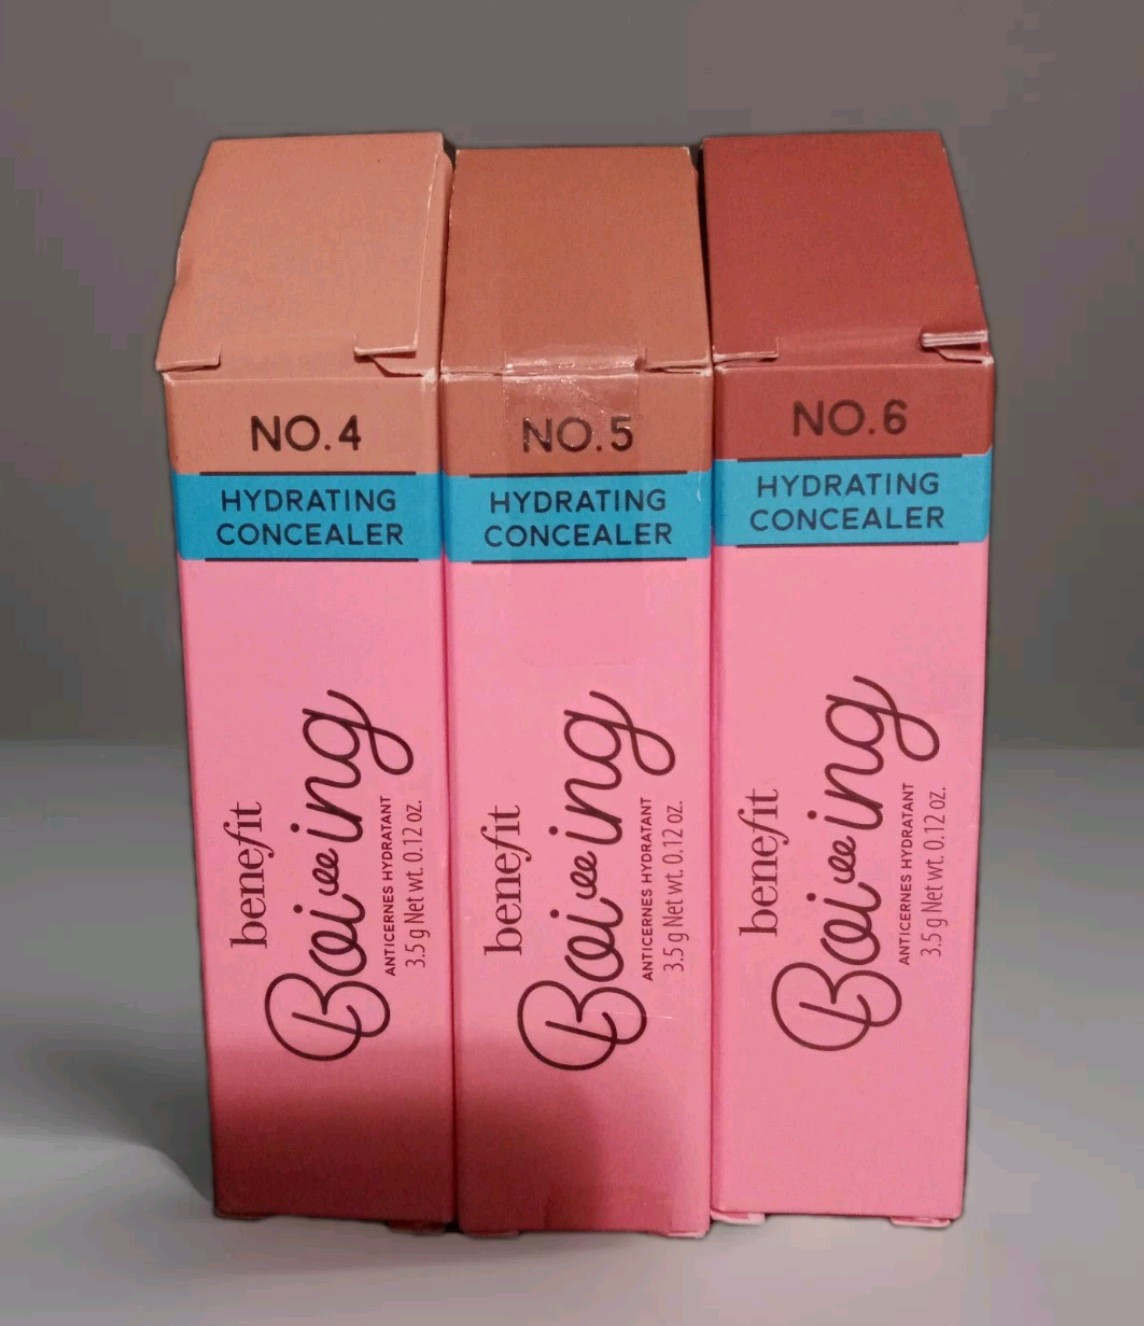 NO.4
HYDRATING
CONCEALER
benefit
Boi-ing
ANTICERNES HYDRATANT
3.5 g Net wt. 0.12 oz.
NO.5
HYDRATING
CONCEALER
benefit
Boi-ing
ANTICERNES HYDRATANT
3.5 g Net wt. 0.12 oz.
NO.6
HYDRATING
CONCEALER
benefit
Boi-ing
ANTICERNES HYDRATANT
3.5 g Net wt. 0.12 oz.